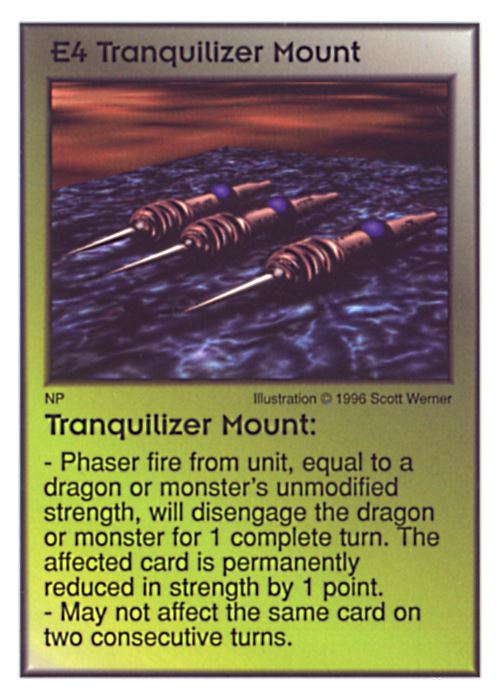 E4 Tranquilizer Mount
NP
Illustration © 1996 Scott Werner
Tranquilizer Mount:
- Phaser fire from unit, equal to a
dragon or monster's unmodified
strength, will disengage the dragon
or monster for 1 complete turn. The
affected card is permanently
reduced in strength by 1 point.
- May not affect the same card on
two consecutive turns.